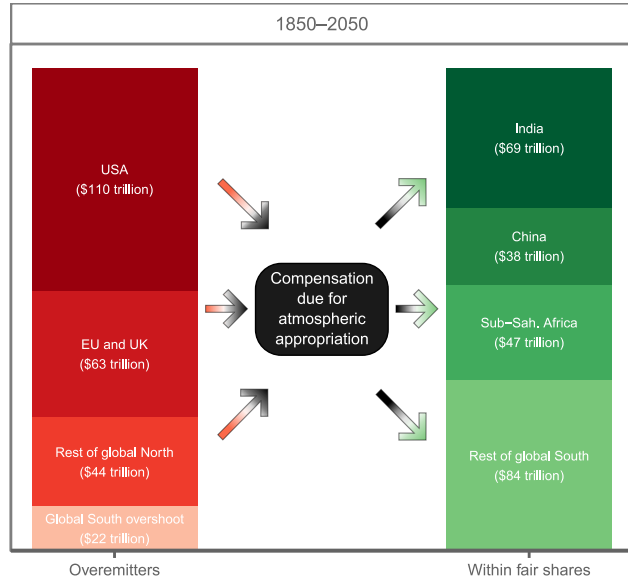 1850–2050
USA
($110 trillion)
EU and UK
($63 trillion)
Rest of global North
($44 trillion)
Global South overshoot
($22 trillion)
Compensation
due for
atmospheric
appropriation
India
($69 trillion)
China
($38 trillion)
Sub−Sah. Africa
($47 trillion)
Rest of global South
($84 trillion)
Overemitters
Within fair shares